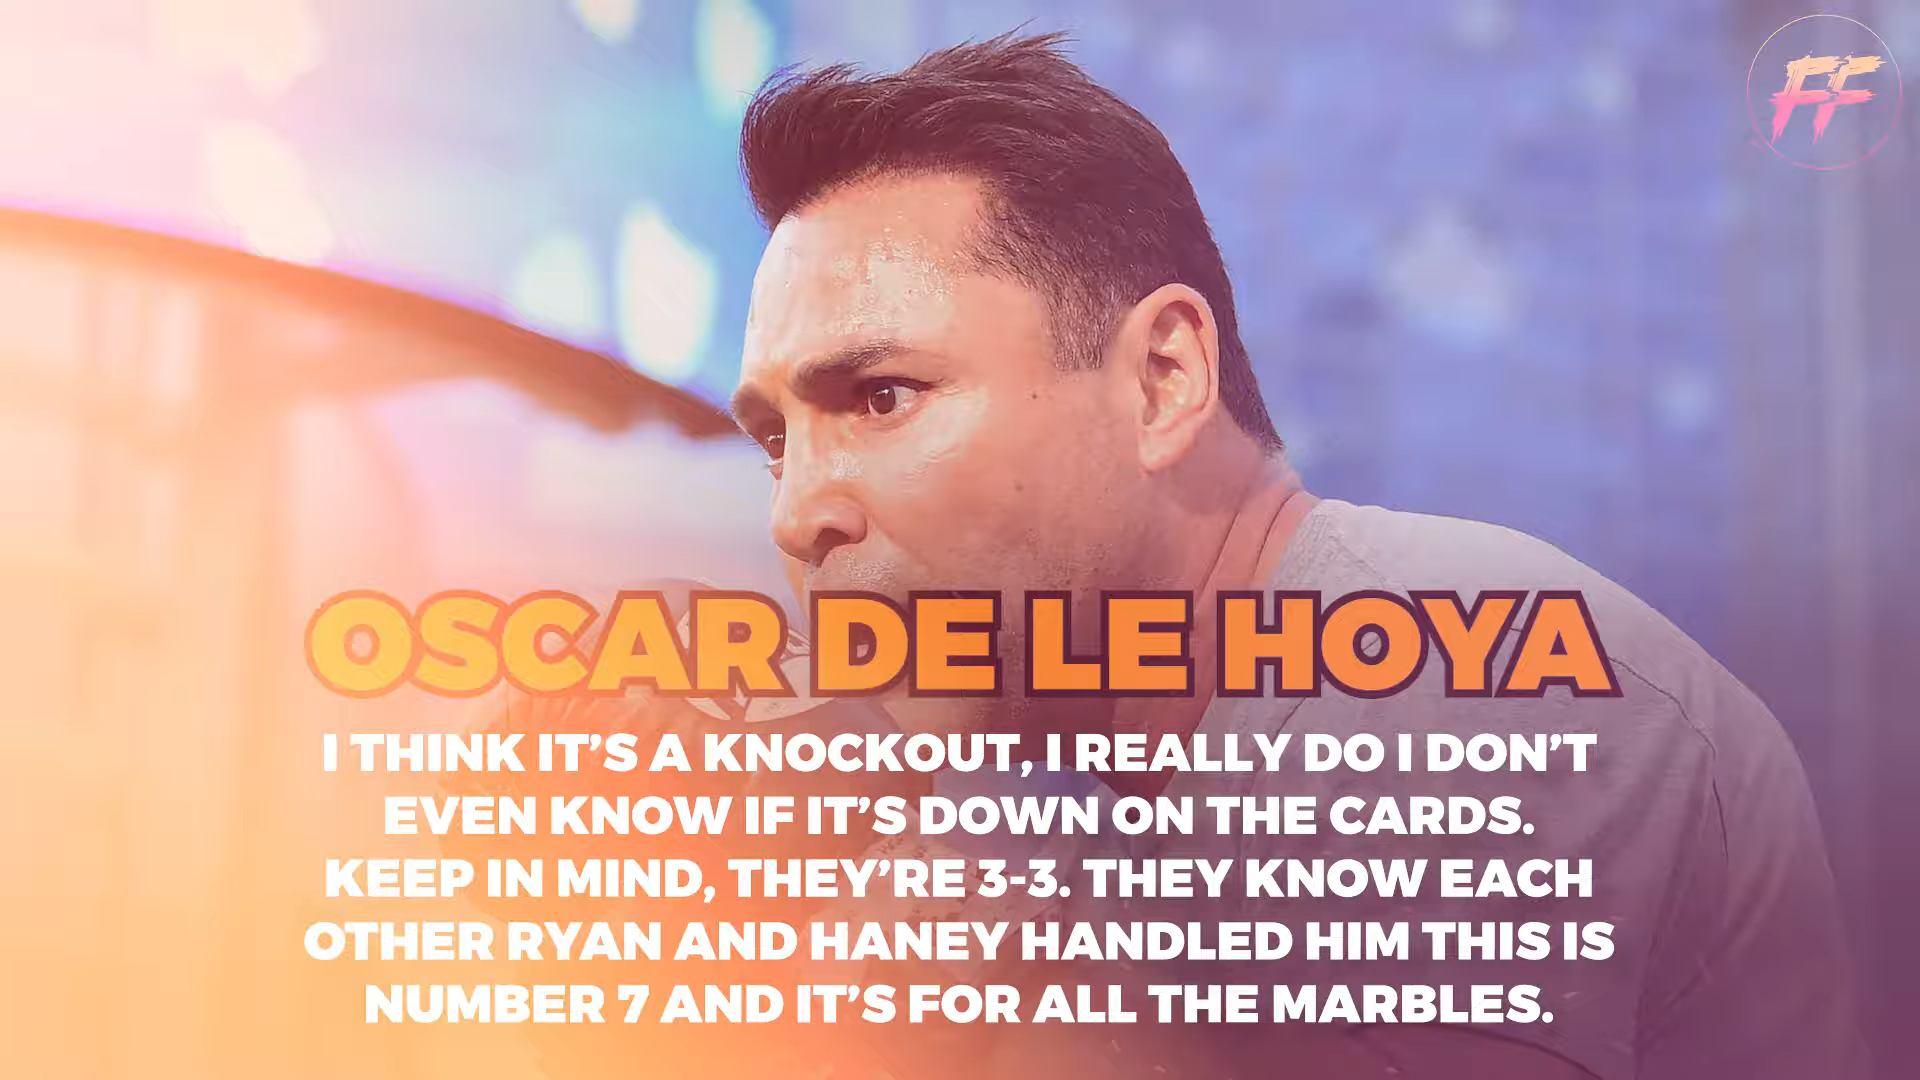 FF
OSCAR DE LE HOYA
I THINK IT’S A KNOCKOUT, I REALLY DO I DON’T
EVEN KNOW IF IT’S DOWN ON THE CARDS.
KEEP IN MIND, THEY’RE 3-3. THEY KNOW EACH
OTHER RYAN AND HANEY HANDLED HIM THIS IS
NUMBER 7 AND IT’S FOR ALL THE MARBLES.